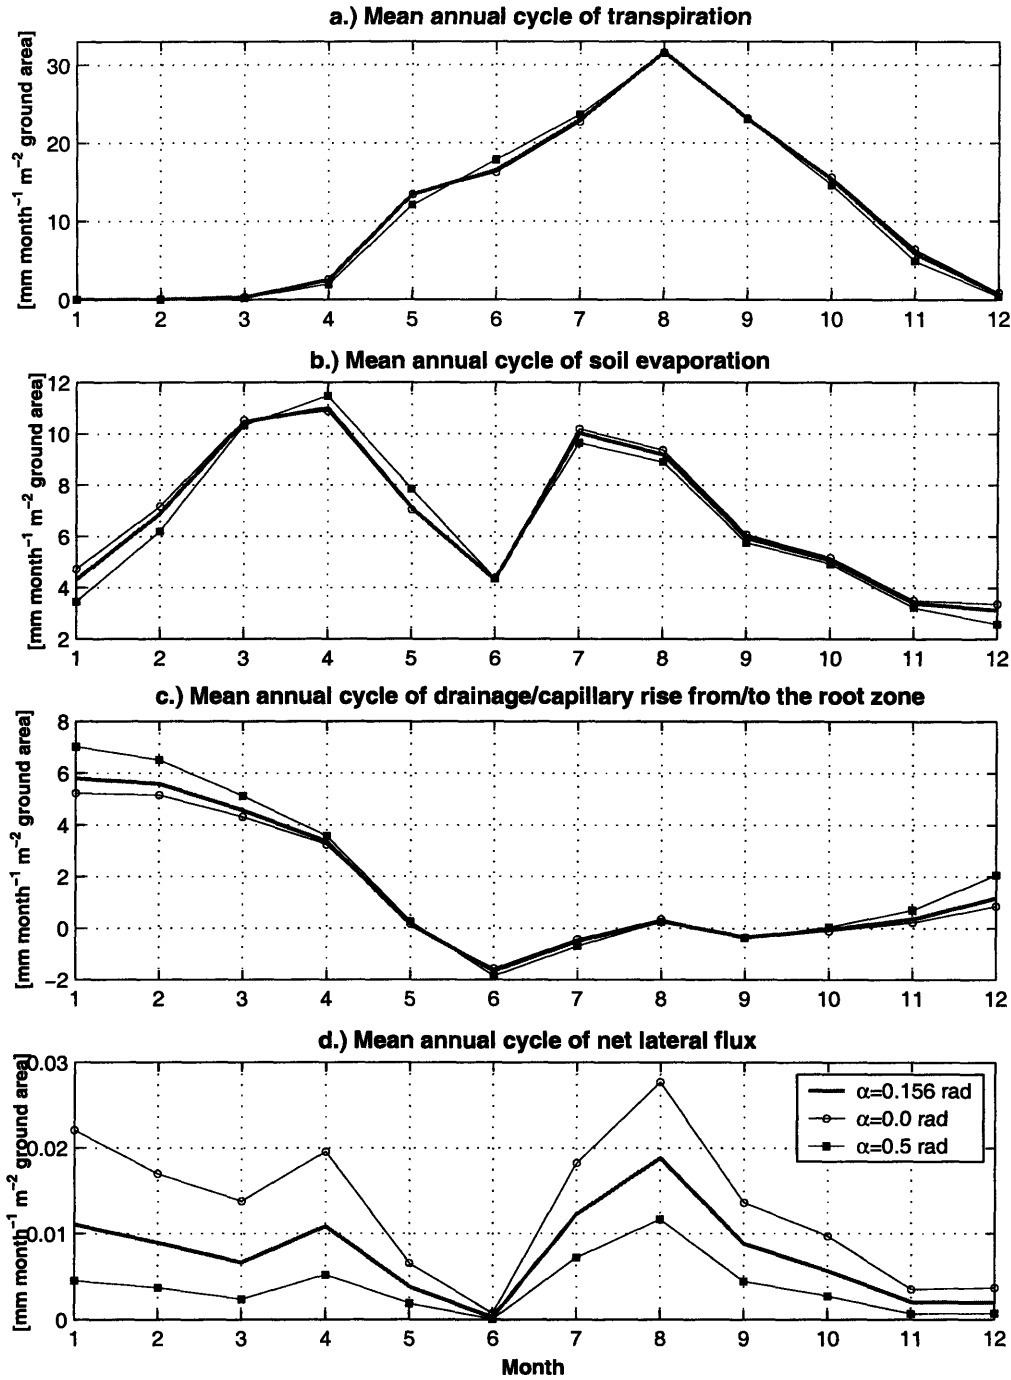 a.) Mean annual cycle of transpiration
[mm month⁻¹ m⁻² ground area]
30
20
10
0
1 2 3 4 5 6 7 8 9 10 11 12
b.) Mean annual cycle of soil evaporation
[mm month⁻¹ m⁻² ground area]
12
10
8
6
4
2
1 2 3 4 5 6 7 8 9 10 11 12
c.) Mean annual cycle of drainage/capillary rise from/to the root zone
[mm month⁻¹ m⁻² ground area]
8
6
4
2
0
−2
1 2 3 4 5 6 7 8 9 10 11 12
d.) Mean annual cycle of net lateral flux
[mm month⁻¹ m⁻² ground area]
0.03
0.02
0.01
0
α=0.156 rad
α=0.0 rad
α=0.5 rad
1 2 3 4 5 6 7 8 9 10 11 12
Month